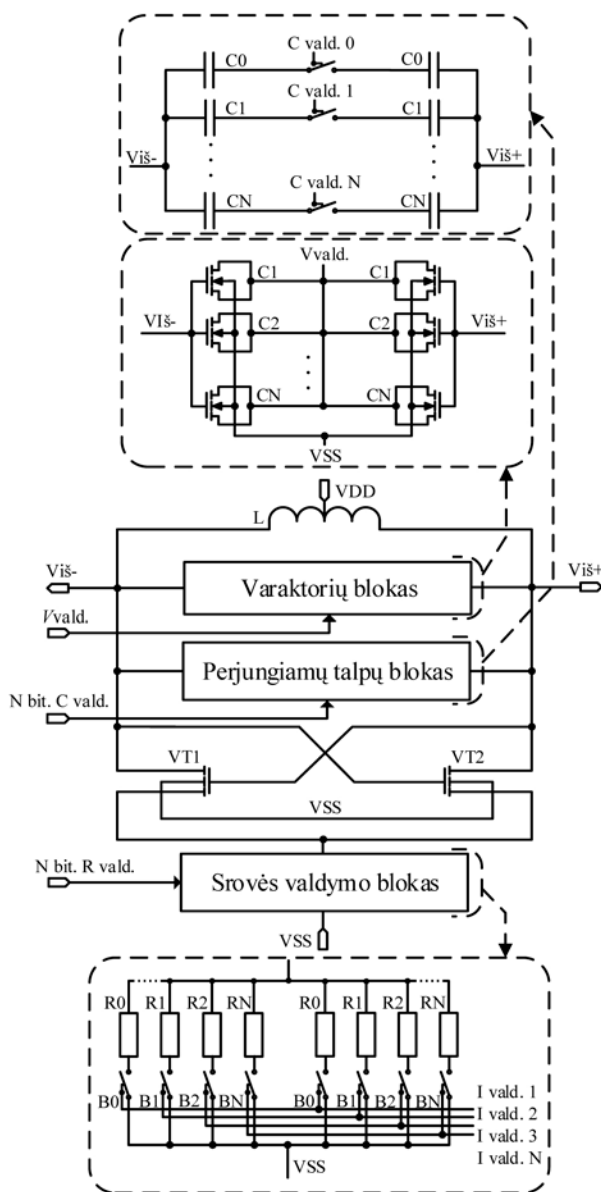 C vald. 0
C0 C0
C vald. 1
C1 C1
Viš- Viš+
C vald. N
CN CN
Vvald.
C1 C1
VIš- C2 C2 Viš+
CN CN
VSS
VDD
L
Viš- Varaktorių blokas Viš+
Vvald.
Perjungiamų talpų blokas
N bit. C vald.
VT1 VT2
VSS
N bit. R vald.
Srovės valdymo blokas
VSS
R0 R1 R2 RN R0 R1 R2 RN
B0 B1 B2 BN B0 B1 B2 BN
I vald. 1
I vald. 2
I vald. 3
I vald. N
VSS